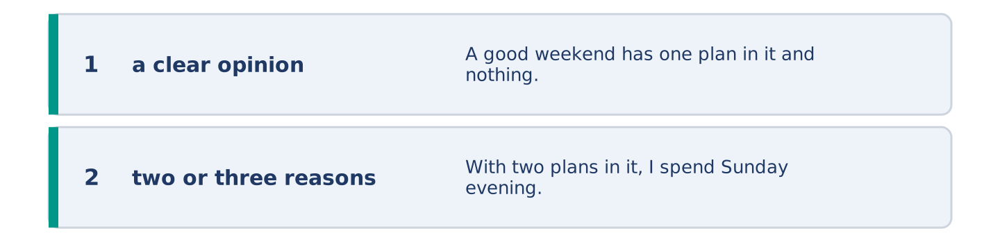 1 a clear opinion
A good weekend has one plan in it and
nothing.
2 two or three reasons
With two plans in it, I spend Sunday
evening.